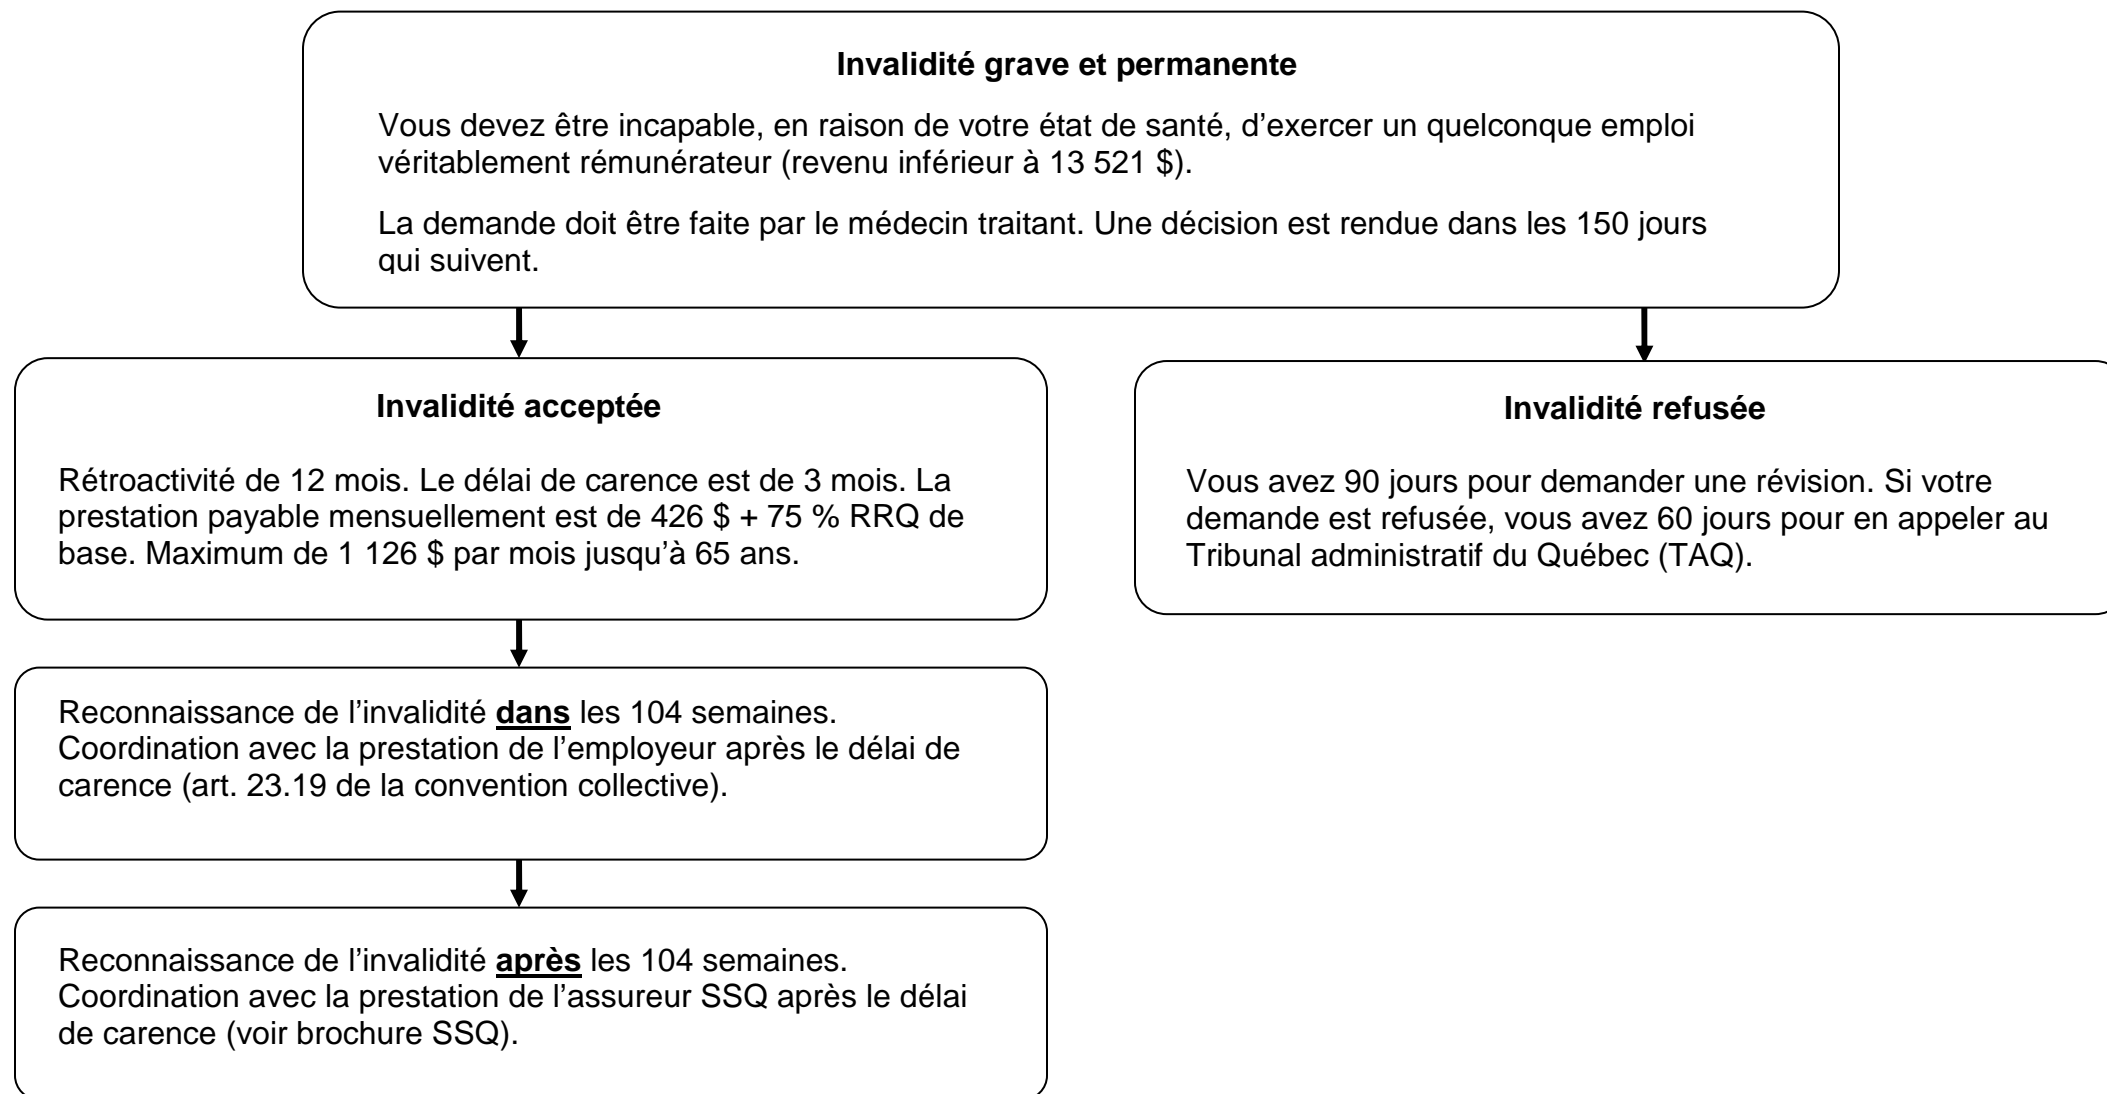 Invalidité grave et permanente
Vous devez être incapable, en raison de votre état de santé, d’exercer un quelconque emploi
véritablement rémunérateur (revenu inférieur à 13 521 $).
La demande doit être faite par le médecin traitant. Une décision est rendue dans les 150 jours
qui suivent.
Invalidité acceptée
Rétroactivité de 12 mois. Le délai de carence est de 3 mois. La
prestation payable mensuellement est de 426 $ + 75 % RRQ de
base. Maximum de 1 126 $ par mois jusqu’à 65 ans.
Invalidité refusée
Vous avez 90 jours pour demander une révision. Si votre
demande est refusée, vous avez 60 jours pour en appeler au
Tribunal administratif du Québec (TAQ).
Reconnaissance de l’invalidité dans les 104 semaines.
Coordination avec la prestation de l’employeur après le délai de
carence (art. 23.19 de la convention collective).
Reconnaissance de l’invalidité après les 104 semaines.
Coordination avec la prestation de l’assureur SSQ après le délai
de carence (voir brochure SSQ).